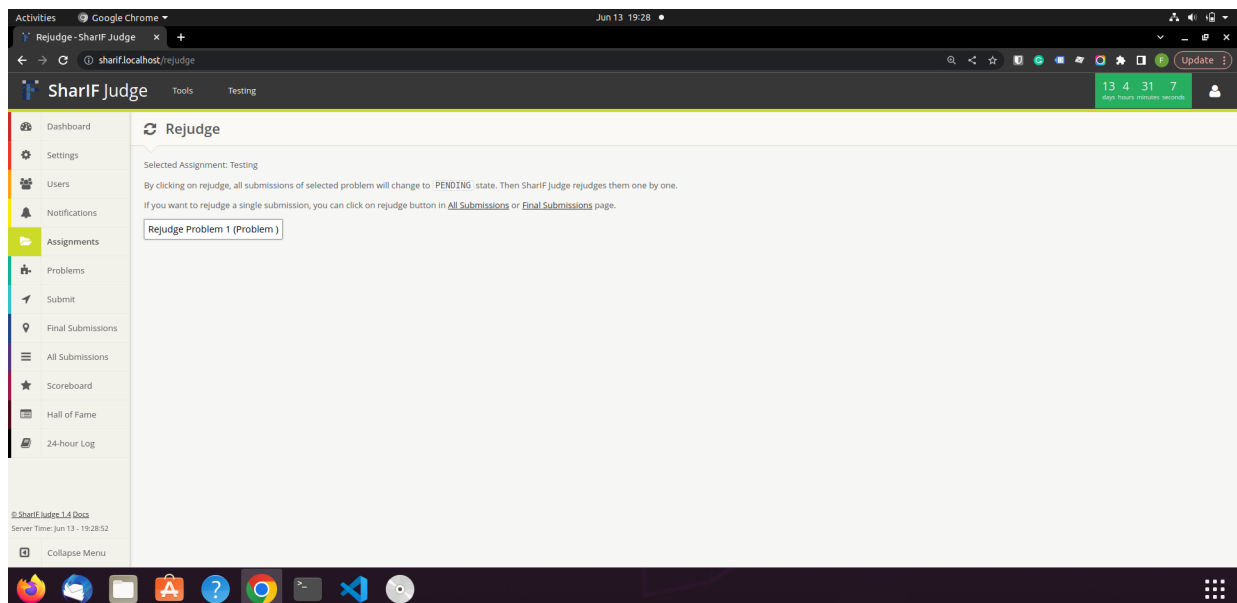 Activities Google Chrome Jun 13 19:28
Rejudge - SharIF Judge
sharif.localhost/rejudge Update
SharIF Judge Tools Testing 13 4 31 7
days hours minutes seconds
Dashboard
Settings
Users
Notifications
Assignments
Problems
Submit
Final Submissions
All Submissions
Scoreboard
Hall of Fame
24-hour Log
© SharIF Judge 1.4 Docs
Server Time: Jun 13 - 19:28:52
Collapse Menu
Rejudge
Selected Assignment: Testing
By clicking on rejudge, all submissions of selected problem will change to PENDING state. Then SharIF Judge rejudges them one by one.
If you want to rejudge a single submission, you can click on rejudge button in All Submissions or Final Submissions page.
Rejudge Problem 1 (Problem )